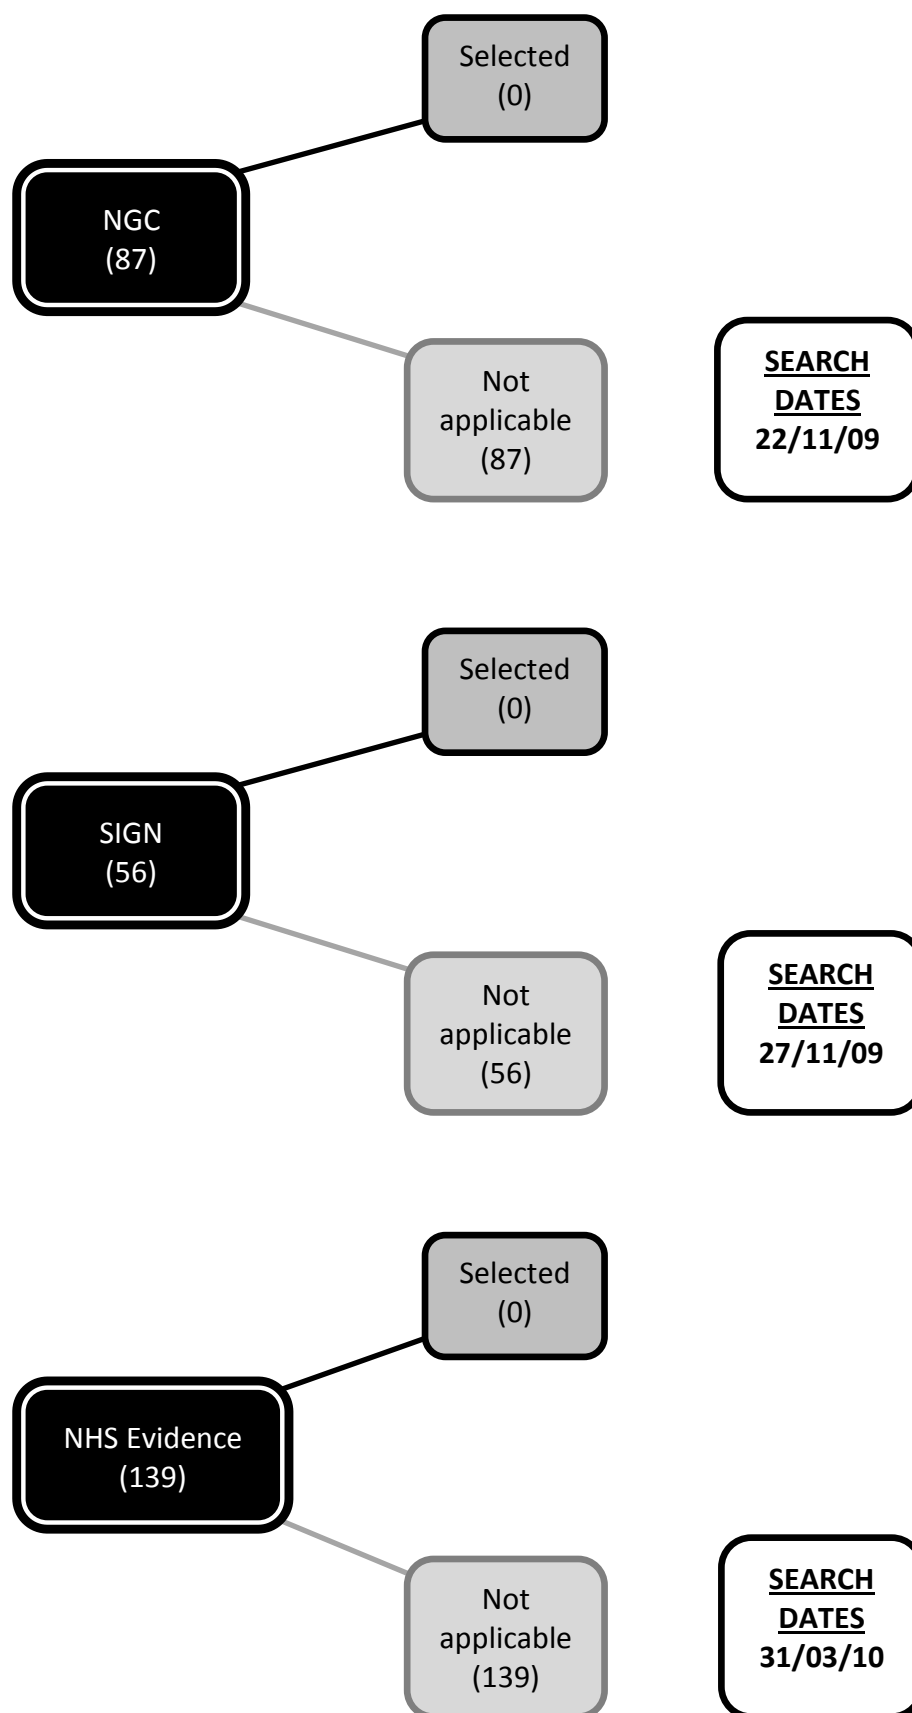 Selected
(0)
NGC
(87)
Not
applicable
(87)
SEARCH
DATES
22/11/09
Selected
(0)
SIGN
(56)
Not
applicable
(56)
SEARCH
DATES
27/11/09
Selected
(0)
NHS Evidence
(139)
Not
applicable
(139)
SEARCH
DATES
31/03/10